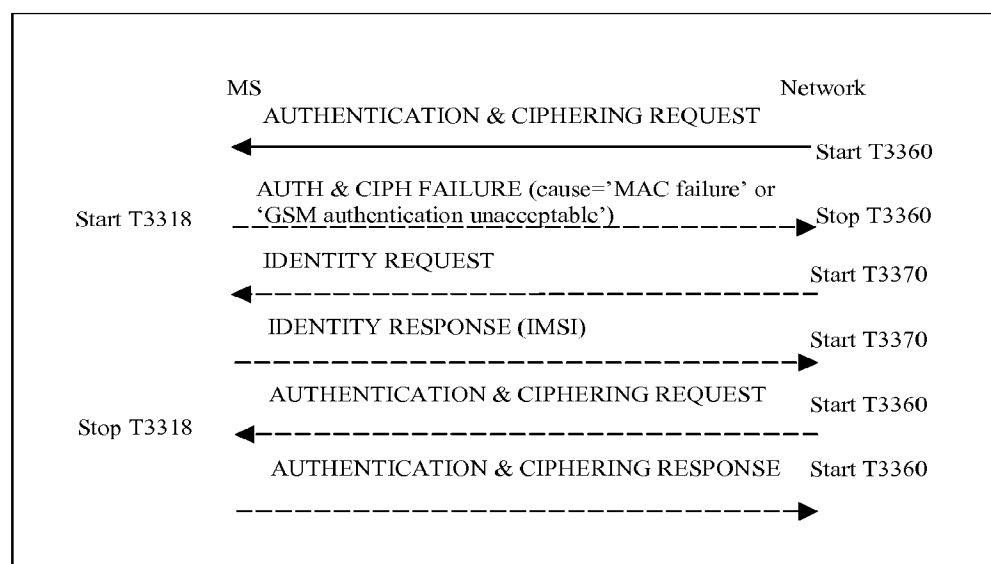 MS Network
AUTHENTICATION & CIPHERING REQUEST
Start T3360
AUTH & CIPH FAILURE (cause=’MAC failure’ or
‘GSM authentication unacceptable’)
Start T3318
Stop T3360
IDENTITY REQUEST
Start T3370
IDENTITY RESPONSE (IMSI)
Start T3370
AUTHENTICATION & CIPHERING REQUEST
Start T3360
Stop T3318
AUTHENTICATION & CIPHERING RESPONSE
Start T3360